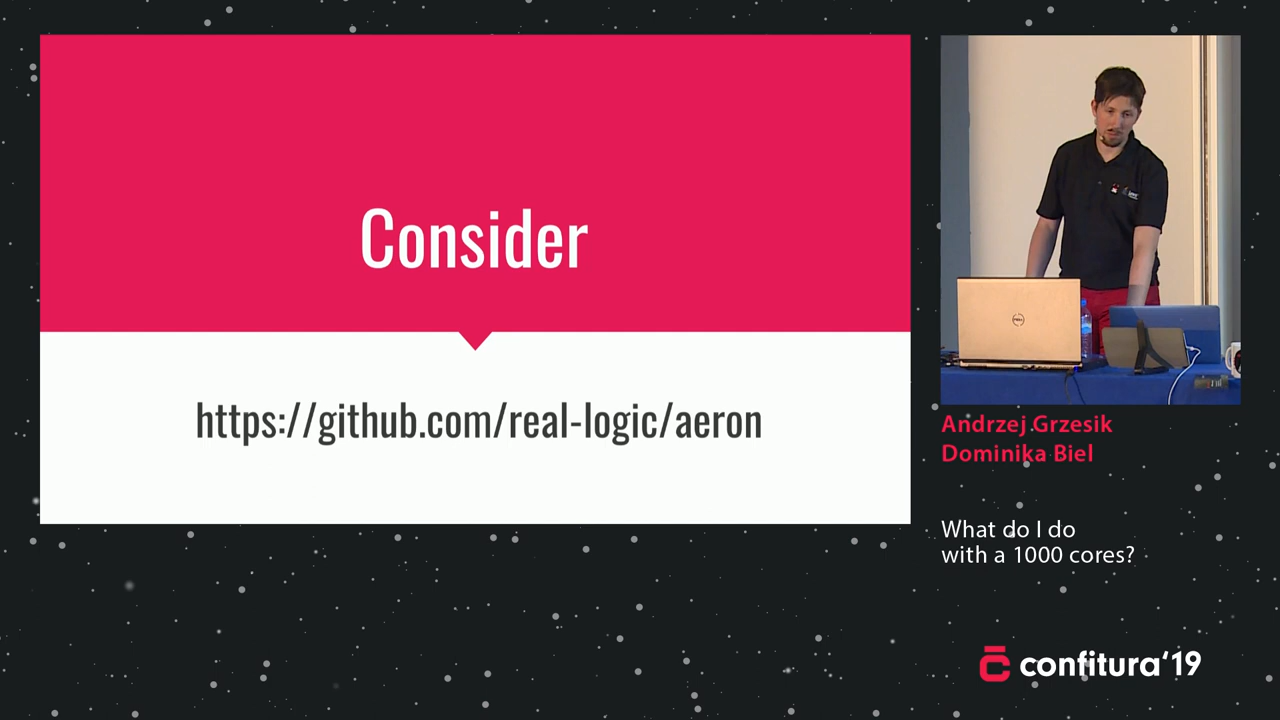 Consider
https://github.com/real-logic/aeron
DELL
Andrzej Grzesik
Dominika Biel
What do I do
with a 1000 cores?
confitura‘19